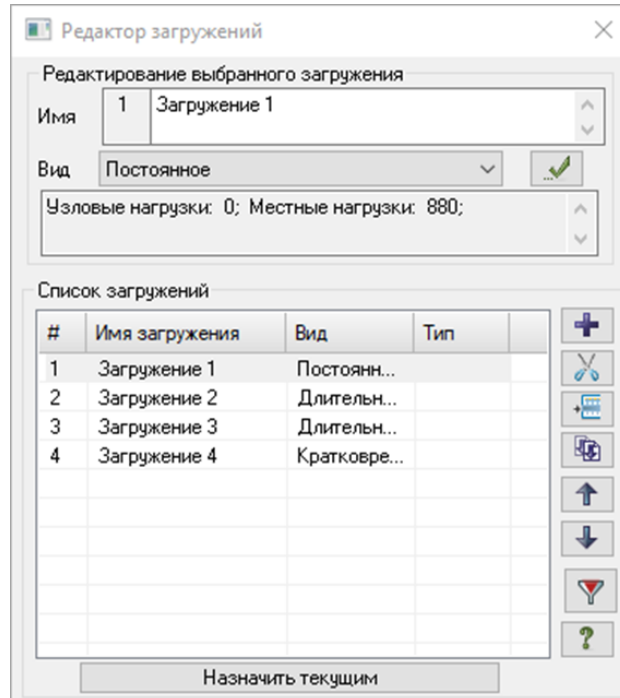 Редактор загружений
Редактирование выбранного загружения
Имя 1 Загружение 1
Вид Постоянное
Узловые нагрузки: 0; Местные нагрузки: 880;
Список загружений
# Имя загружения Вид Тип
1 Загружение 1 Постоянн...
2 Загружение 2 Длительн...
3 Загружение 3 Длительн...
4 Загружение 4 Кратковре...
Назначить текущим